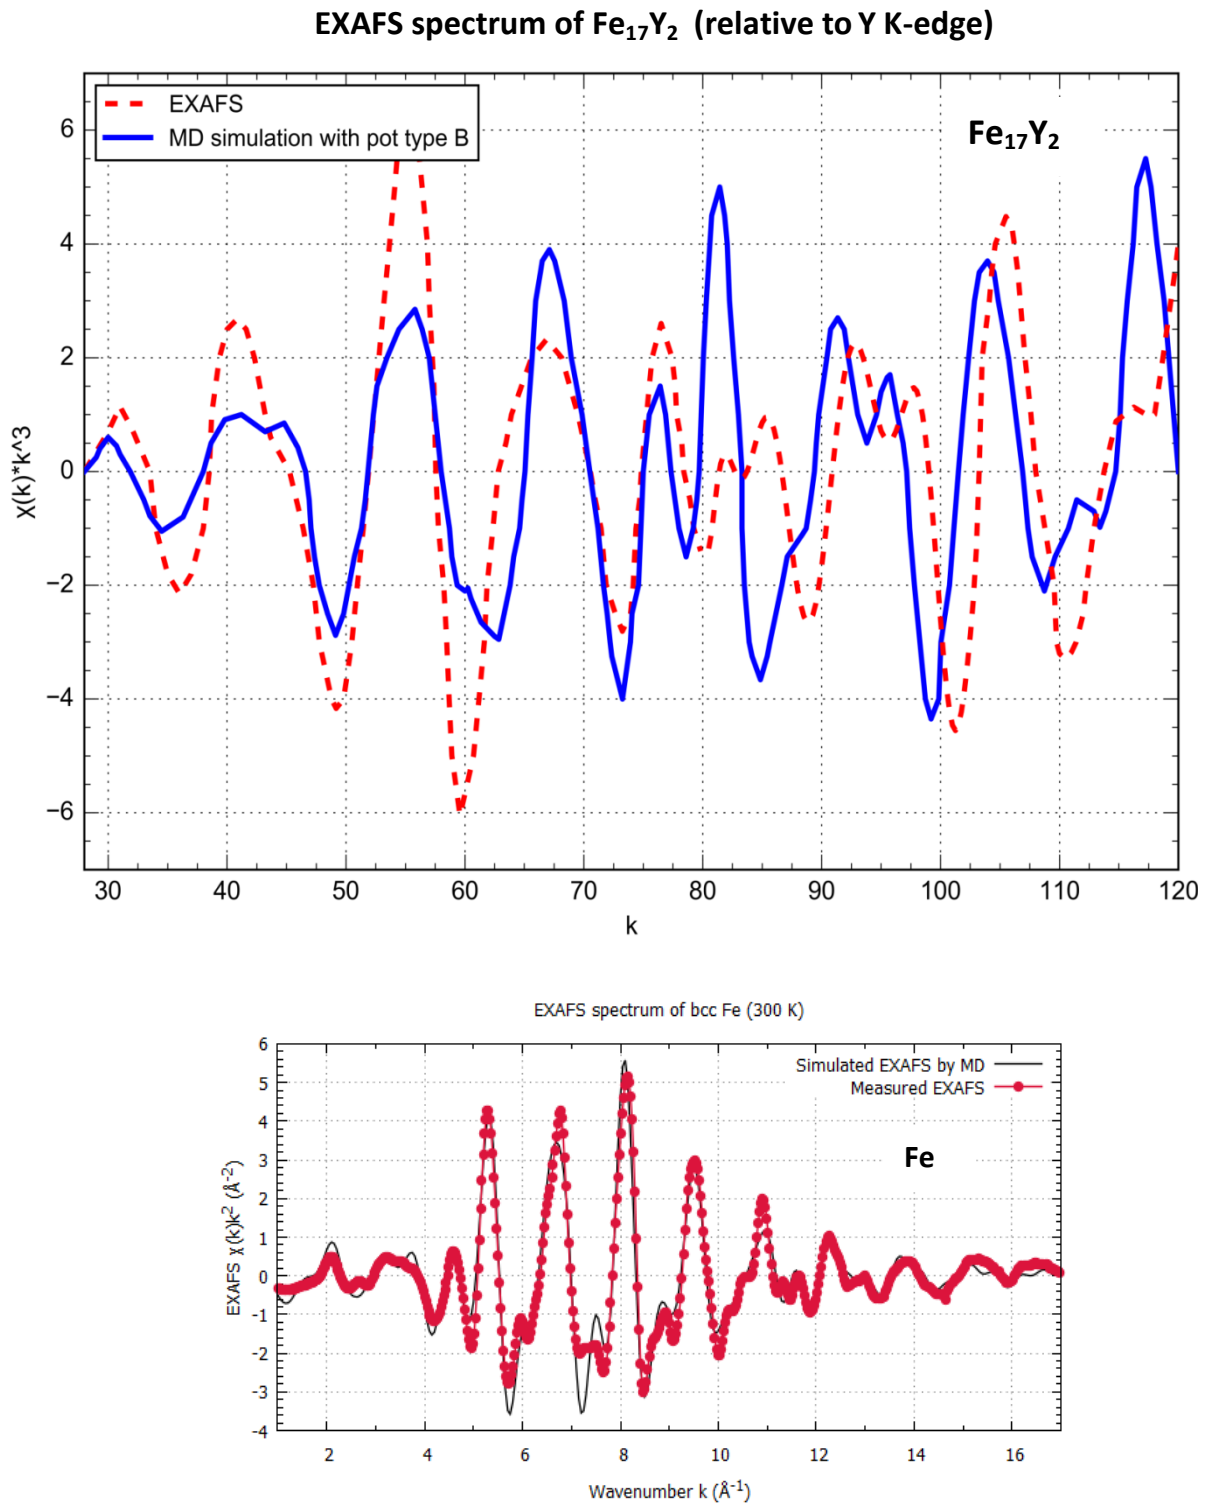 EXAFS spectrum of Fe₁₇Y₂ (relative to Y K-edge)
EXAFS
MD simulation with pot type B
Fe₁₇Y₂
6
4
2
0
−2
−4
−6
χ(k)*k^3
30 40 50 60 70 80 90 100 110 120
k
EXAFS spectrum of bcc Fe (300 K)
Simulated EXAFS by MD
Measured EXAFS
Fe
6
5
4
3
2
1
0
-1
-2
-3
-4
EXAFS χ(k)k² (Å⁻²)
2 4 6 8 10 12 14 16
Wavenumber k (Å⁻¹)